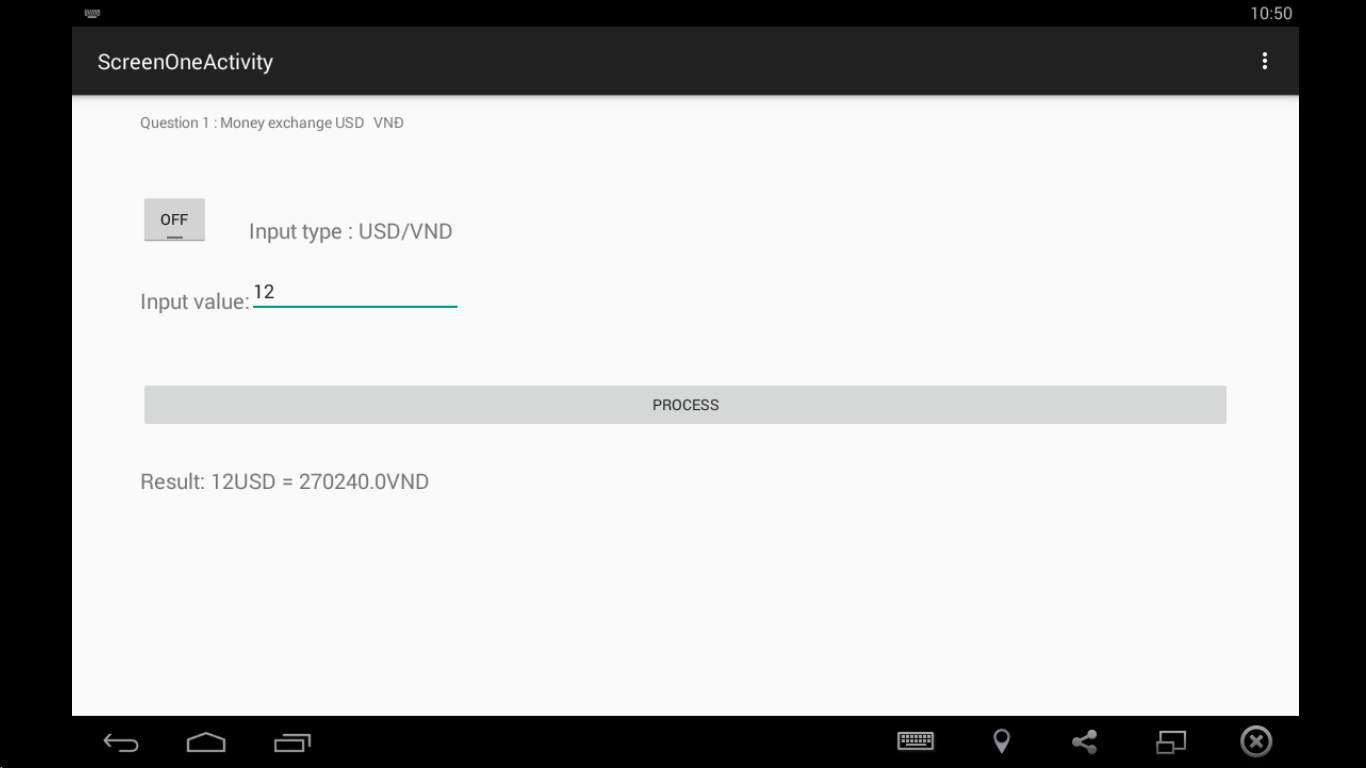 10:50
ScreenOneActivity
Question 1 : Money exchange USD VNĐ
OFF
Input type : USD/VND
Input value: 12
PROCESS
Result: 12USD = 270240.0VND